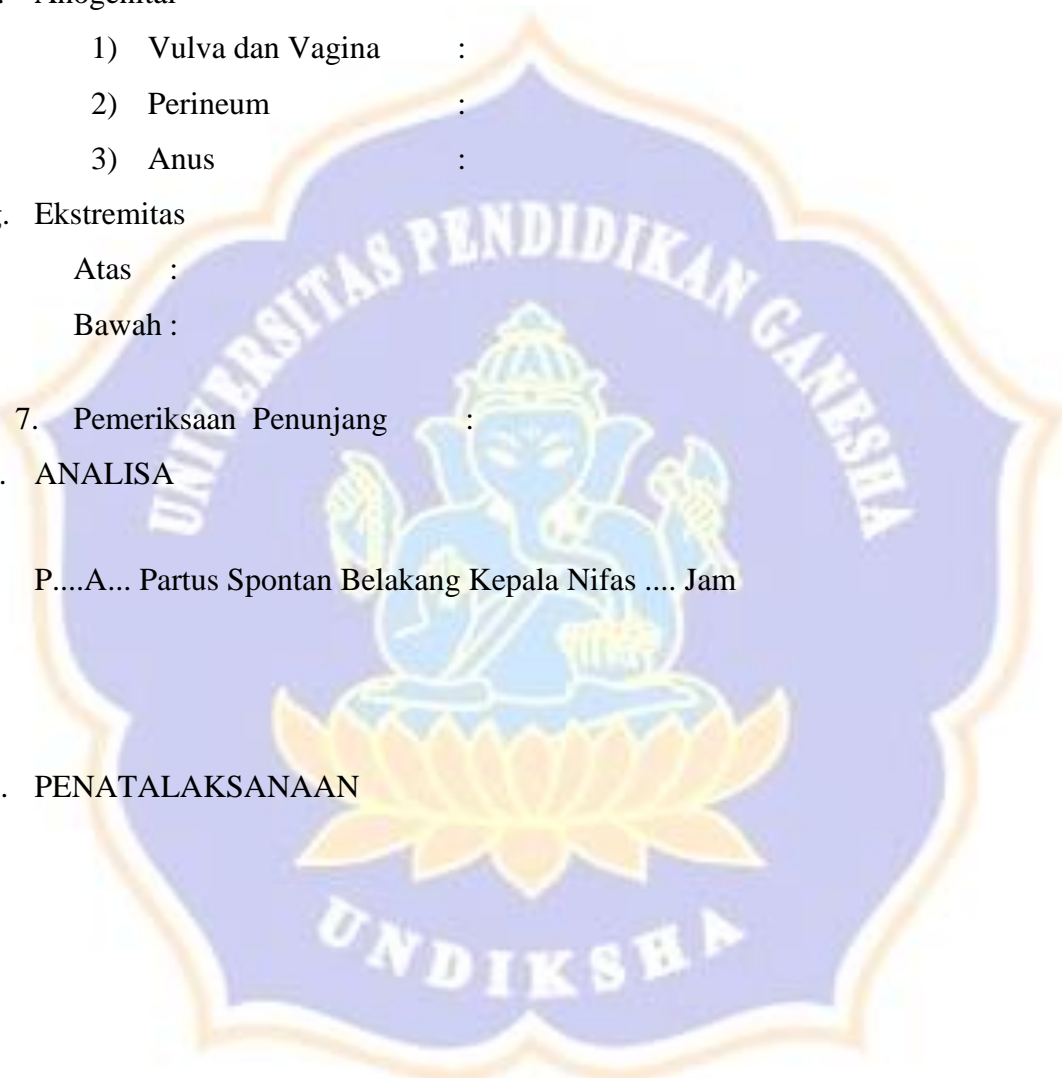 Anogenital
1) Vulva dan Vagina :
2) Perineum :
3) Anus :
g. Ekstremitas
Atas :
Bawah :
7. Pemeriksaan Penunjang :
. ANALISA
P....A... Partus Spontan Belakang Kepala Nifas .... Jam
. PENATALAKSANAAN
UNIVERSITAS PENDIDIKAN GANESHA
UNDIKSHA